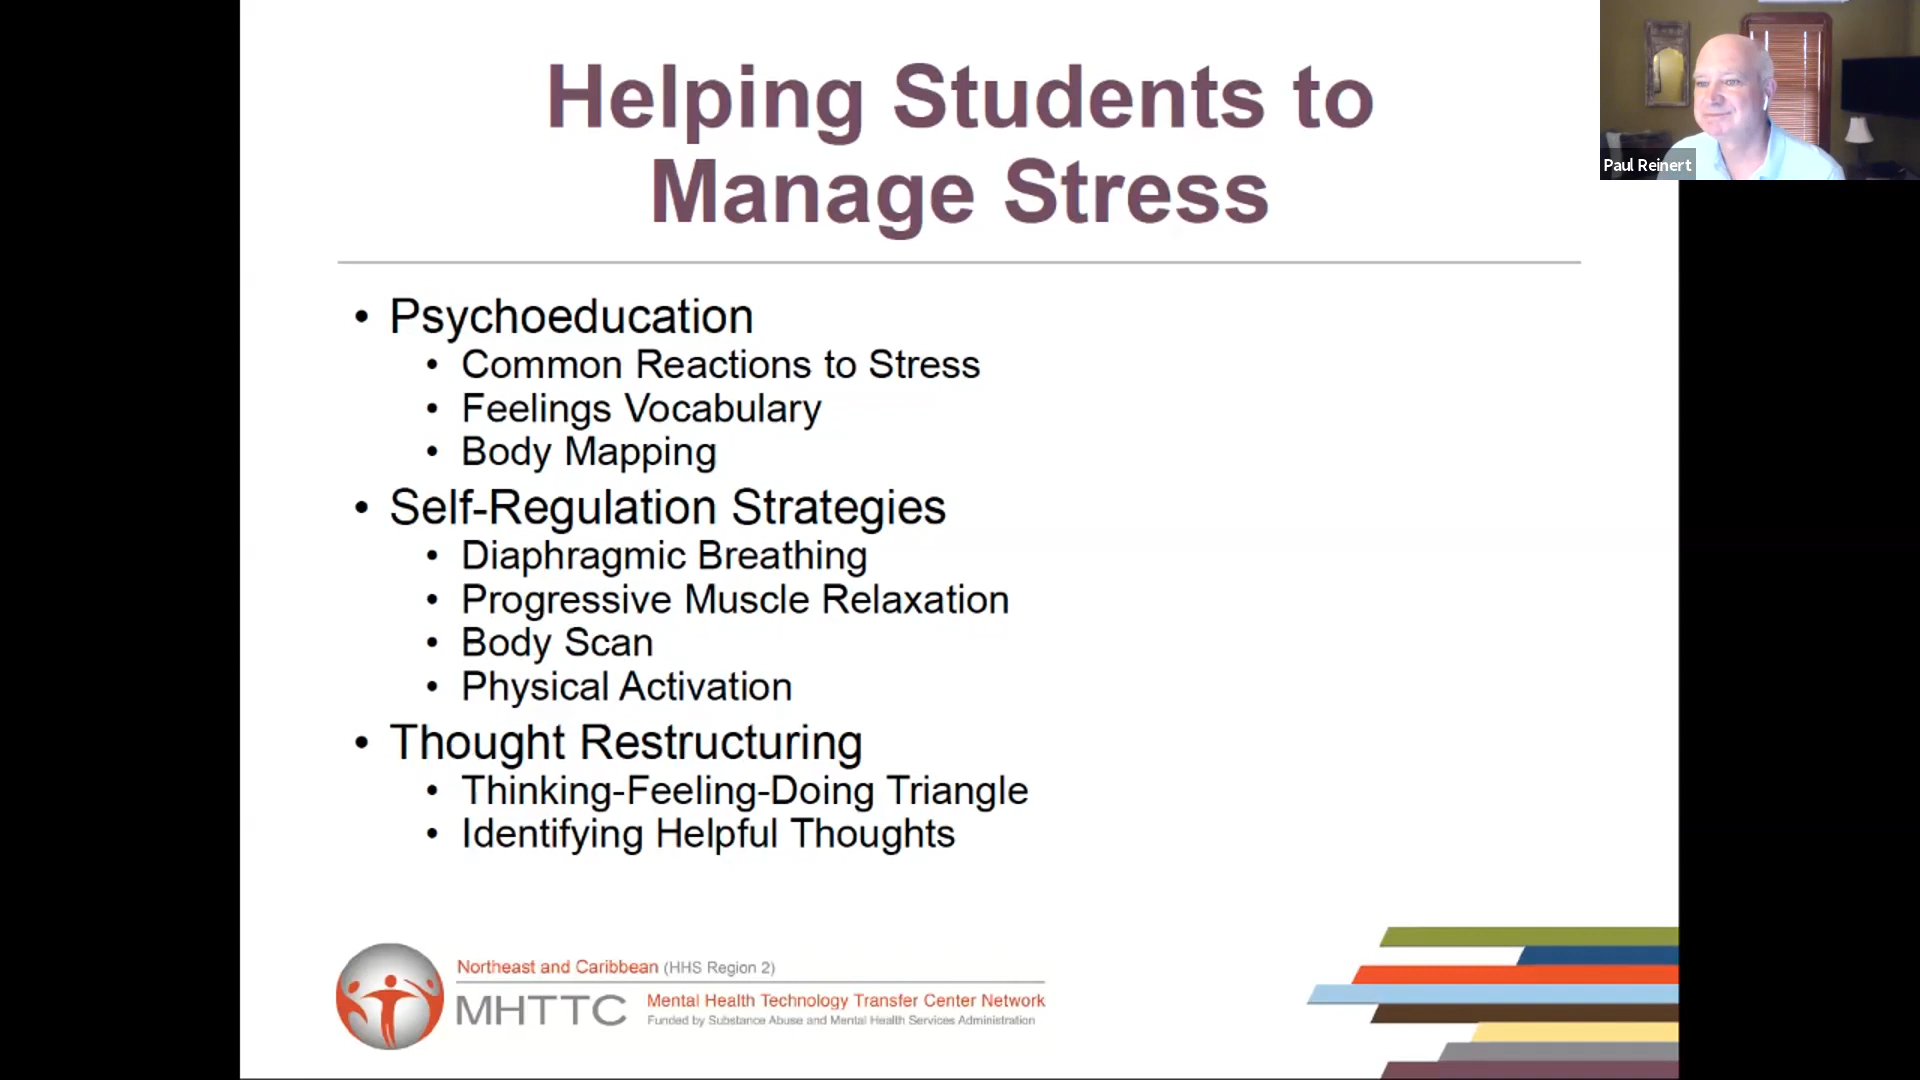 Helping Students to
Manage Stress
Paul Reinert
• Psychoeducation
• Common Reactions to Stress
• Feelings Vocabulary
• Body Mapping
• Self-Regulation Strategies
• Diaphragmic Breathing
• Progressive Muscle Relaxation
• Body Scan
• Physical Activation
• Thought Restructuring
• Thinking-Feeling-Doing Triangle
• Identifying Helpful Thoughts
Northeast and Caribbean (HHS Region 2)
MHTTC
Mental Health Technology Transfer Center Network
Funded by Substance Abuse and Mental Health Services Administration